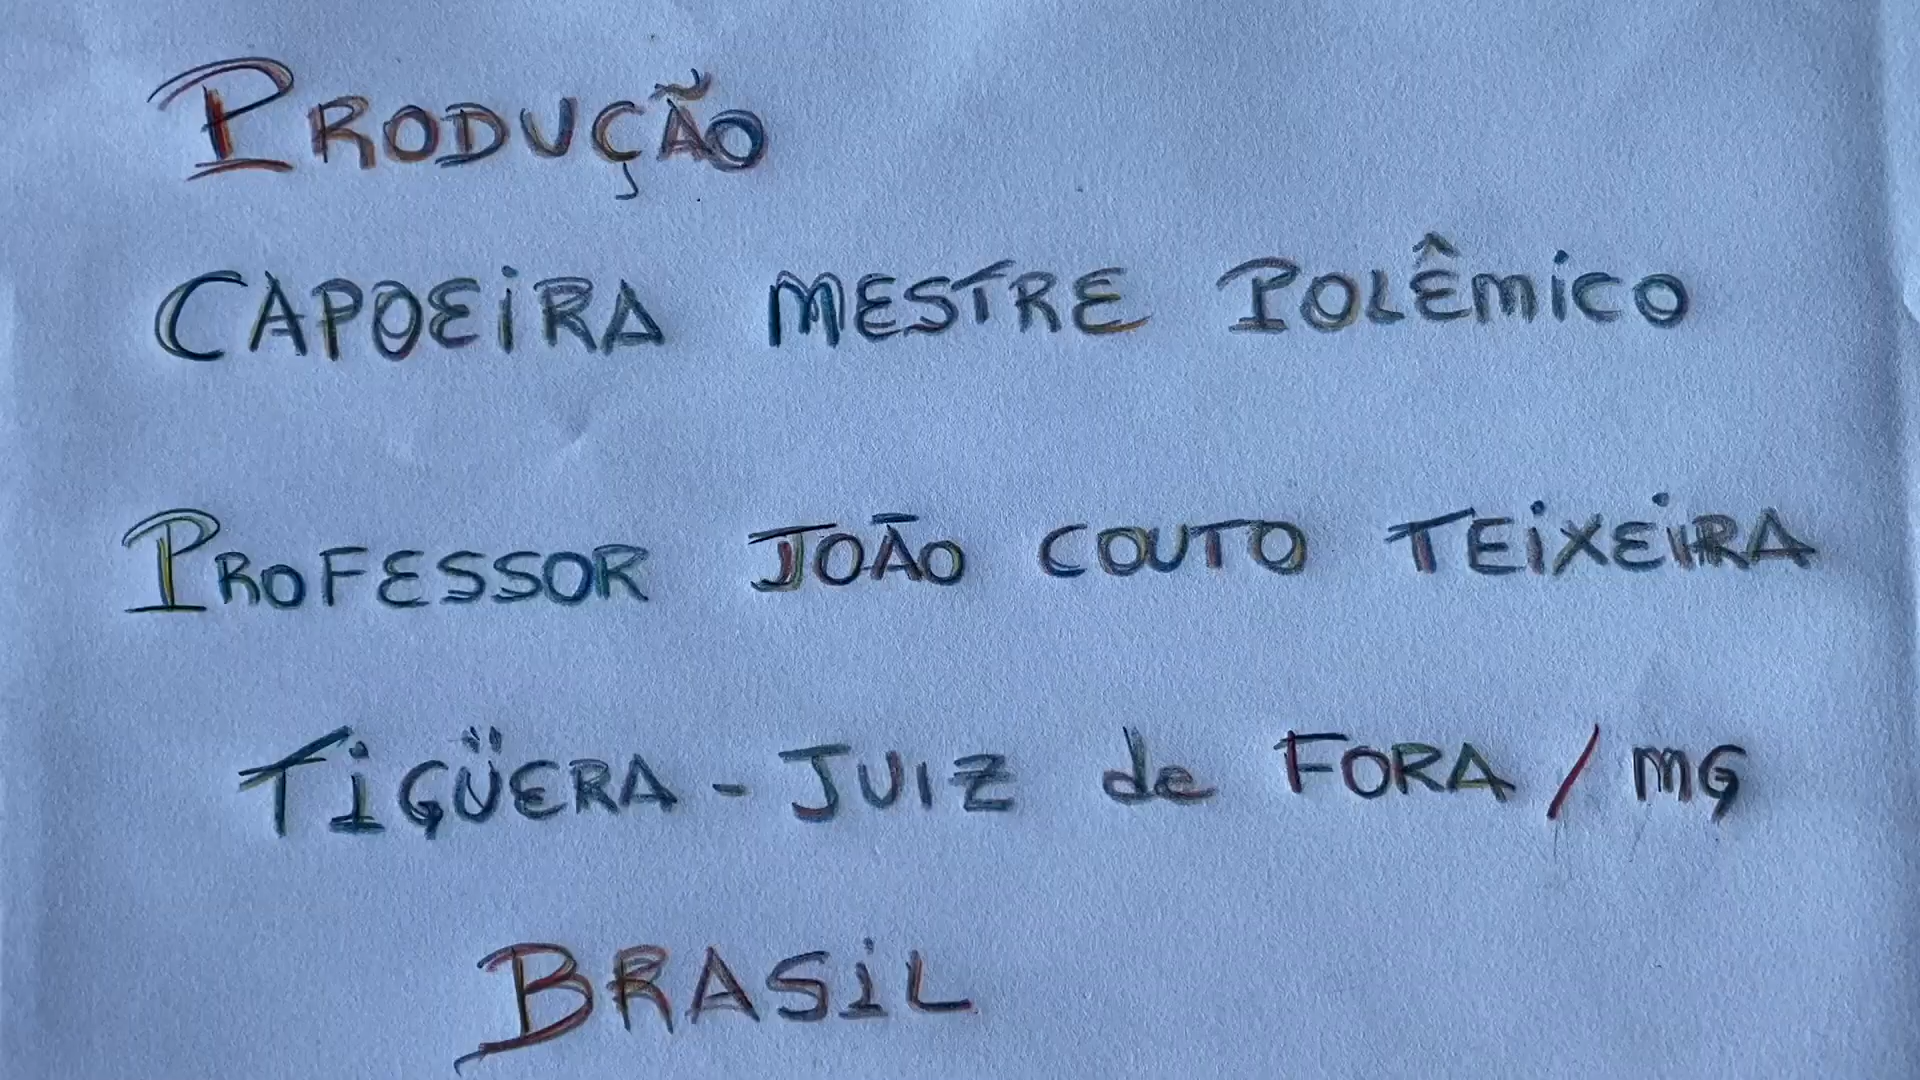 PRODUÇÃO
CAPOEiRA MESTRE POLÊMiCO
PROFESSOR JOÃO COUTO TEiXEiRA
TiGÜERA - JUIZ de FORA / MG
BRASiL